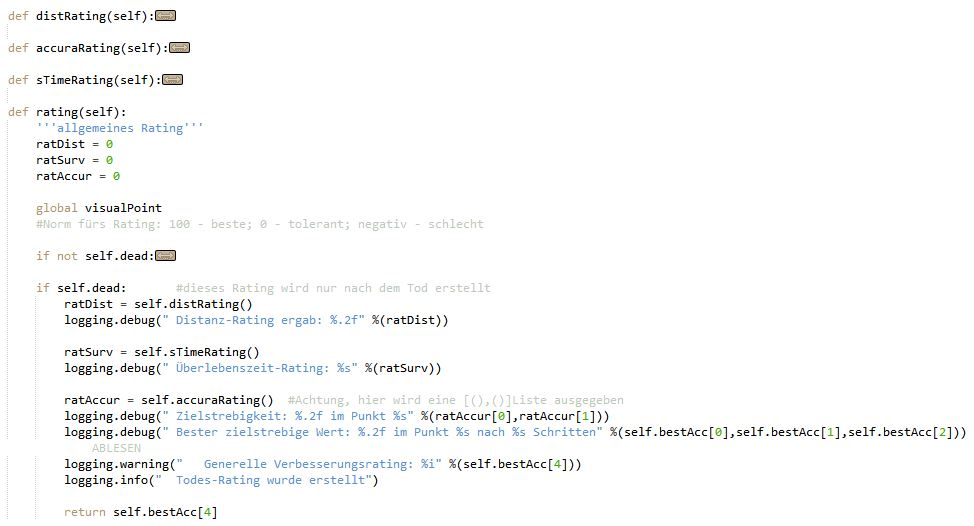 def distRating(self):
def accuraRating(self):
def sTimeRating(self):
def rating(self):
'''allgemeines Rating'''
ratDist = 0
ratSurv = 0
ratAccur = 0
global visualPoint
#Norm fürs Rating: 100 - beste; 0 - tolerant; negativ - schlecht
if not self.dead:
if self.dead: #dieses Rating wird nur nach dem Tod erstellt
ratDist = self.distRating()
logging.debug(" Distanz-Rating ergab: %.2f" %(ratDist))
ratSurv = self.sTimeRating()
logging.debug(" Überlebenszeit-Rating: %s" %(ratSurv))
ratAccur = self.accuraRating() #Achtung, hier wird eine [(),()]Liste ausgegeben
logging.debug(" Zielstrebigkeit: %.2f im Punkt %s" %(ratAccur[0],ratAccur[1]))
logging.debug(" Bester zielstrebige Wert: %.2f im Punkt %s nach %s Schritten" %(self.bestAcc[0],self.bestAcc[1],self.bestAcc[2]))
ABLESEN
logging.warning("   Generelle Verbesserungsrating: %i" %(self.bestAcc[4]))
logging.info("  Todes-Rating wurde erstellt")
return self.bestAcc[4]